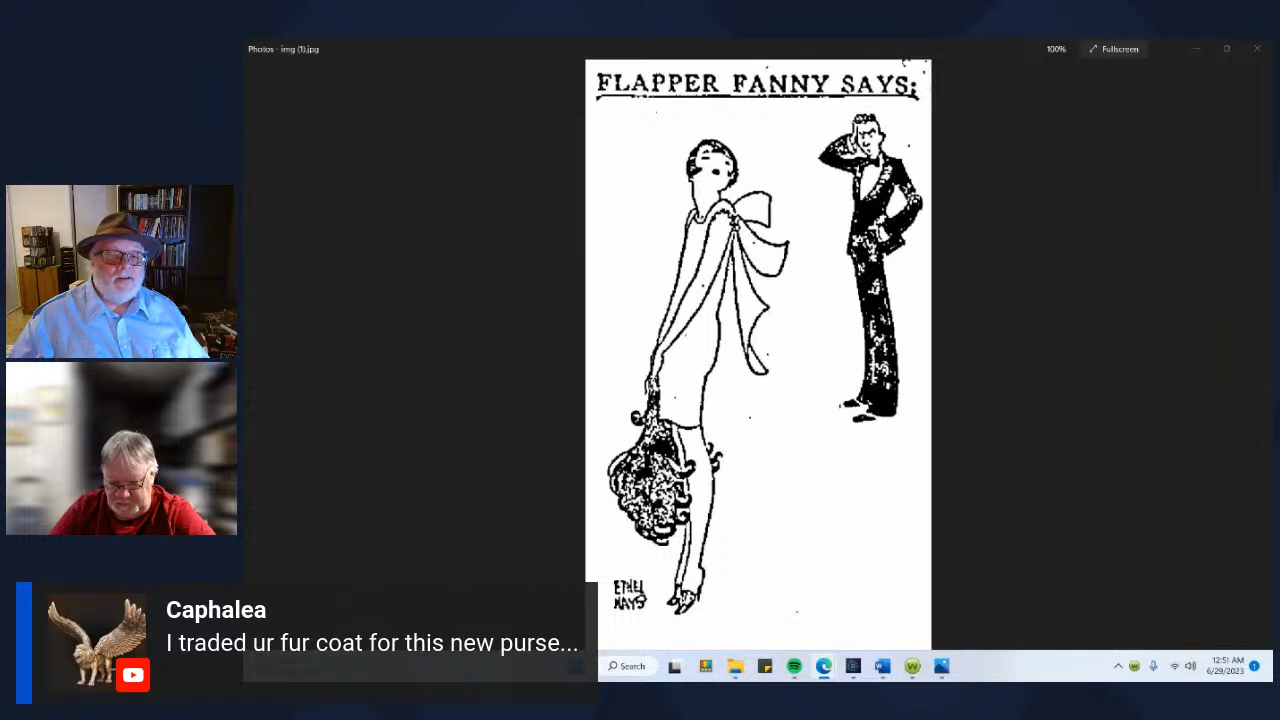 Photos - img (1).jpg
100%
Fullscreen
FLAPPER FANNY SAYS:
ETHEL
HAYS
Caphalea
I traded ur fur coat for this new purse...
Search
12:51 AM
6/29/2023